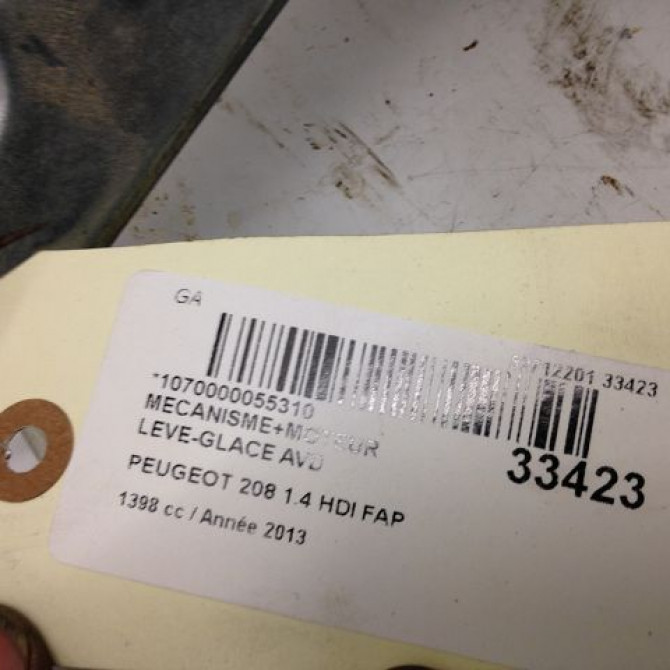 GA
33423
*1070000055310
MECANISME+MOTEUR
LEVE-GLACE AVD
33423
PEUGEOT 208 1.4 HDI FAP
1398 cc / Année 2013